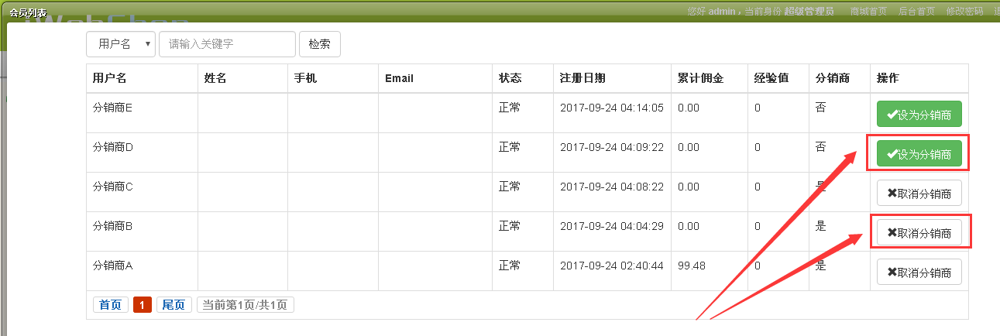 会员列表
您好 admin , 当前身份 超级管理员 商城首页 后台首页 修改密码
用户名 请输入关键字 检索
用户名 姓名 手机 Email 状态 注册日期 累计佣金 经验值 分销商 操作
分销商E 正常 2017-09-24 04:14:05 0.00 0 否 设为分销商
分销商D 正常 2017-09-24 04:09:22 0.00 0 否 设为分销商
分销商C 正常 2017-09-24 04:08:22 0.00 0 是 取消分销商
分销商B 正常 2017-09-24 04:04:29 0.00 0 是 取消分销商
分销商A 正常 2017-09-24 02:40:44 99.48 0 是 取消分销商
首页 1 尾页 当前第1页/共1页